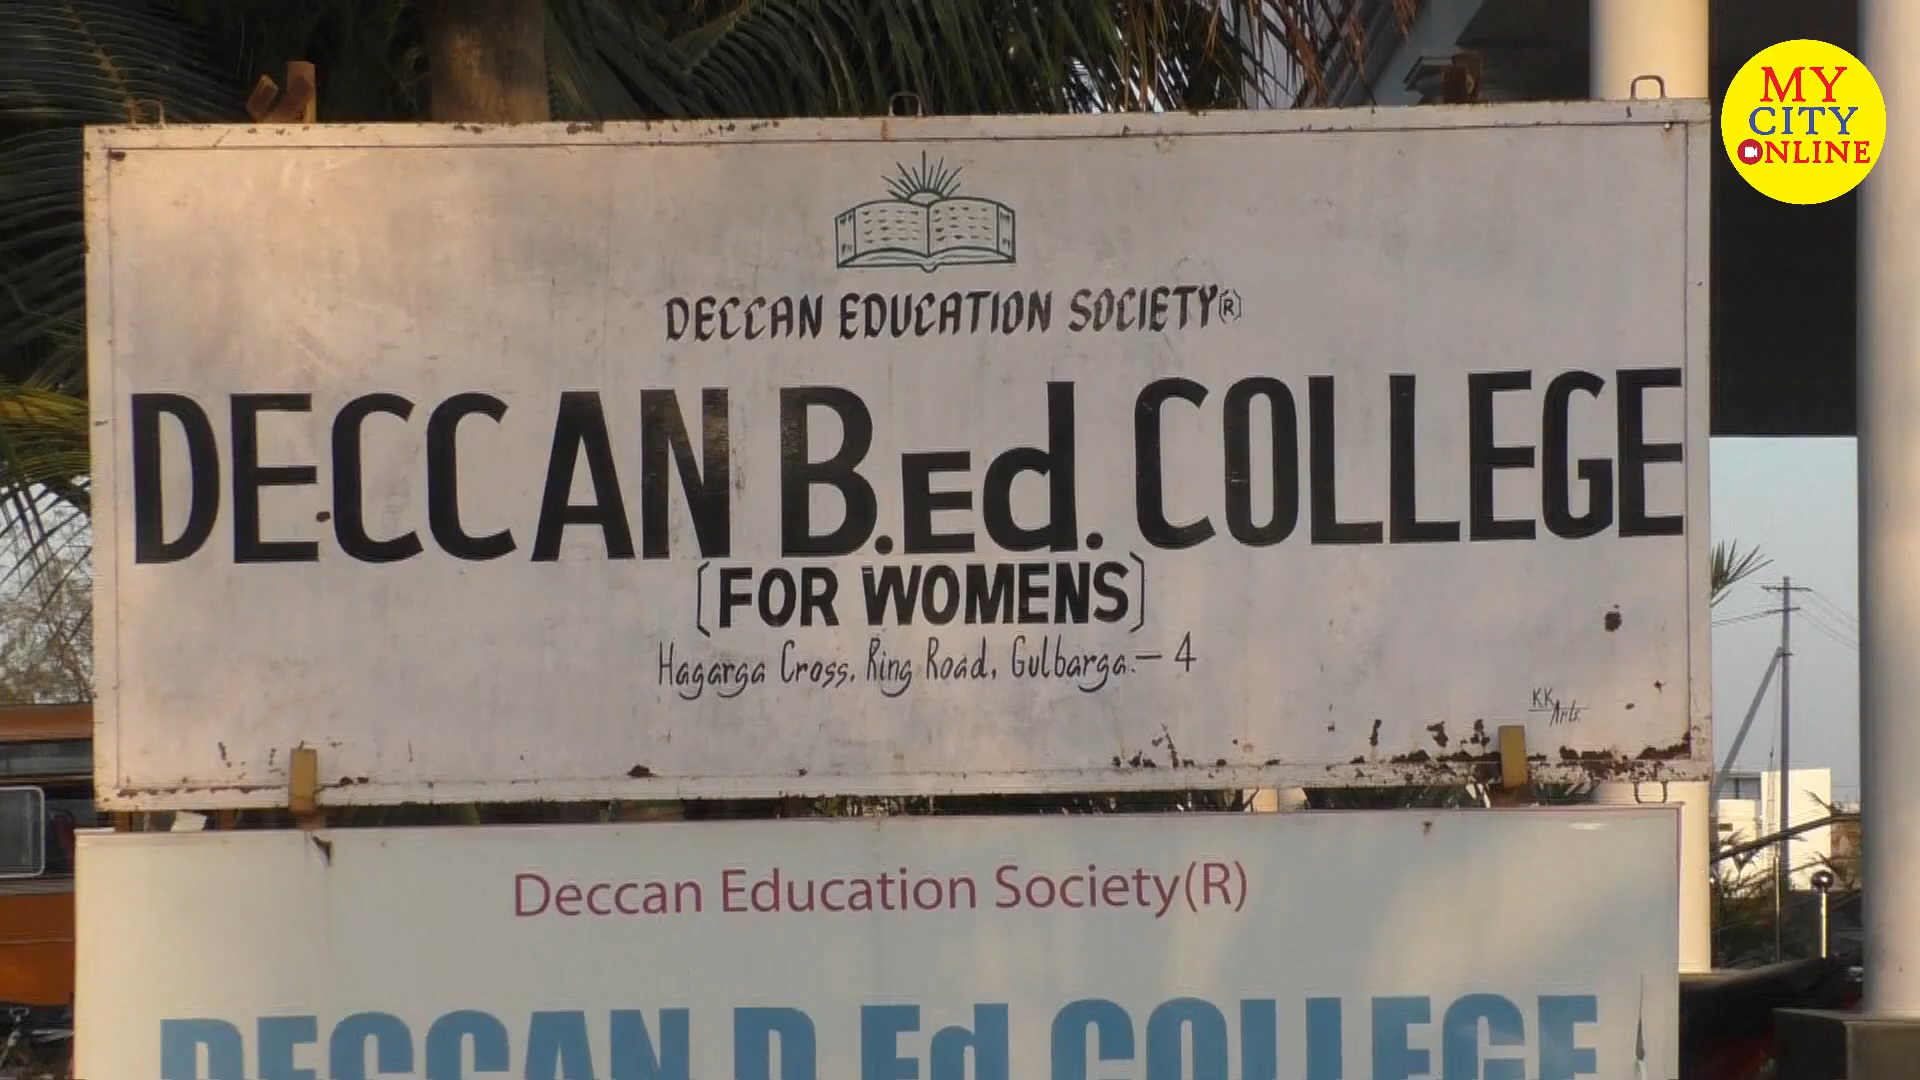 MY
CITY
ONLINE
DECCAN EDUCATION SOCIETY(R)
DECCAN B.Ed. COLLEGE
[FOR WOMENS]
Hagarga Cross, Ring Road, Gulbarga.- 4
KK Arts
Deccan Education Society(R)
DECCAN D.Ed COLLEGE